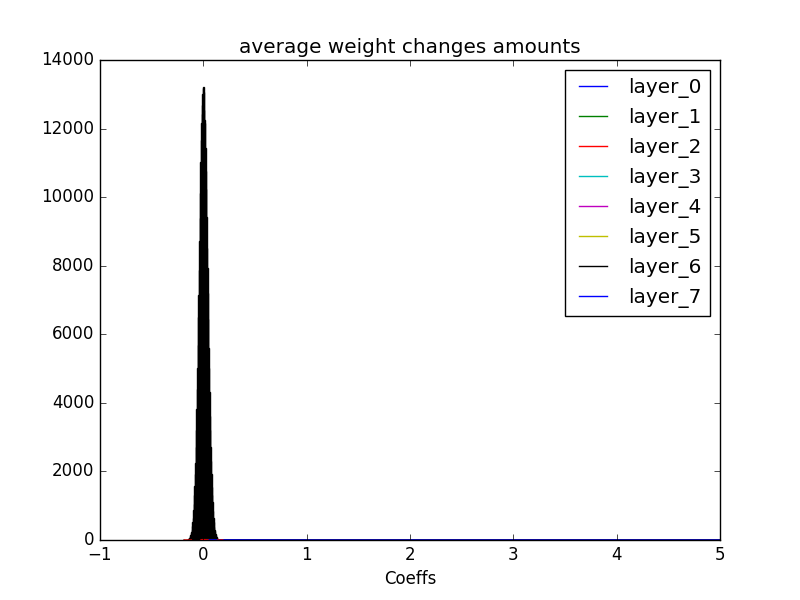 average weight changes amounts
14000
12000
10000
8000
6000
4000
2000
0
−1
0
1
2
3
4
5
Coeffs
layer_0
layer_1
layer_2
layer_3
layer_4
layer_5
layer_6
layer_7